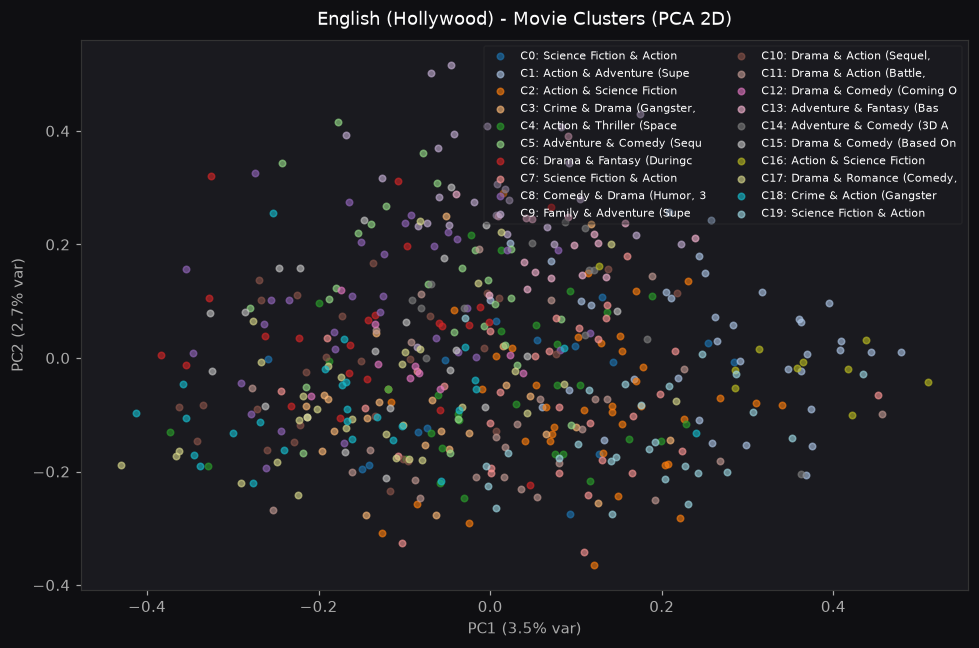 English (Hollywood) - Movie Clusters (PCA 2D)
C0: Science Fiction & Action
C1: Action & Adventure (Supe
C2: Action & Science Fiction
C3: Crime & Drama (Gangster,
C4: Action & Thriller (Space
C5: Adventure & Comedy (Sequ
C6: Drama & Fantasy (Duringc
C7: Science Fiction & Action
C8: Comedy & Drama (Humor, 3
C9: Family & Adventure (Supe
C10: Drama & Action (Sequel,
C11: Drama & Action (Battle,
C12: Drama & Comedy (Coming O
C13: Adventure & Fantasy (Bas
C14: Adventure & Comedy (3D A
C15: Drama & Comedy (Based On
C16: Action & Science Fiction
C17: Drama & Romance (Comedy,
C18: Crime & Action (Gangster
C19: Science Fiction & Action
PC2 (2.7% var)
0.4
0.2
0.0
−0.2
−0.4
−0.4
−0.2
0.0
0.2
0.4
PC1 (3.5% var)